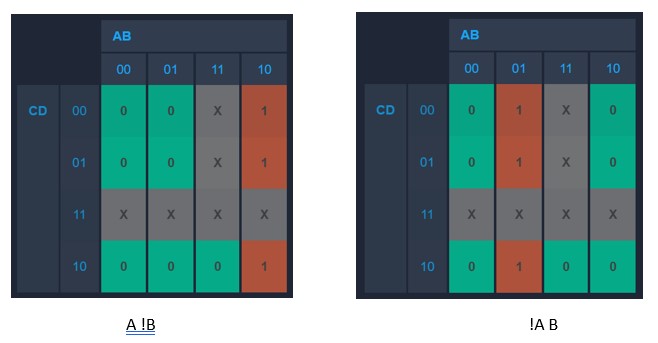 AB
00 01 11 10
CD 00 0 0 X 1
01 0 0 X 1
11 X X X X
10 0 0 0 1
A !B
AB
00 01 11 10
CD 00 0 1 X 0
01 0 1 X 0
11 X X X X
10 0 1 0 0
!A B